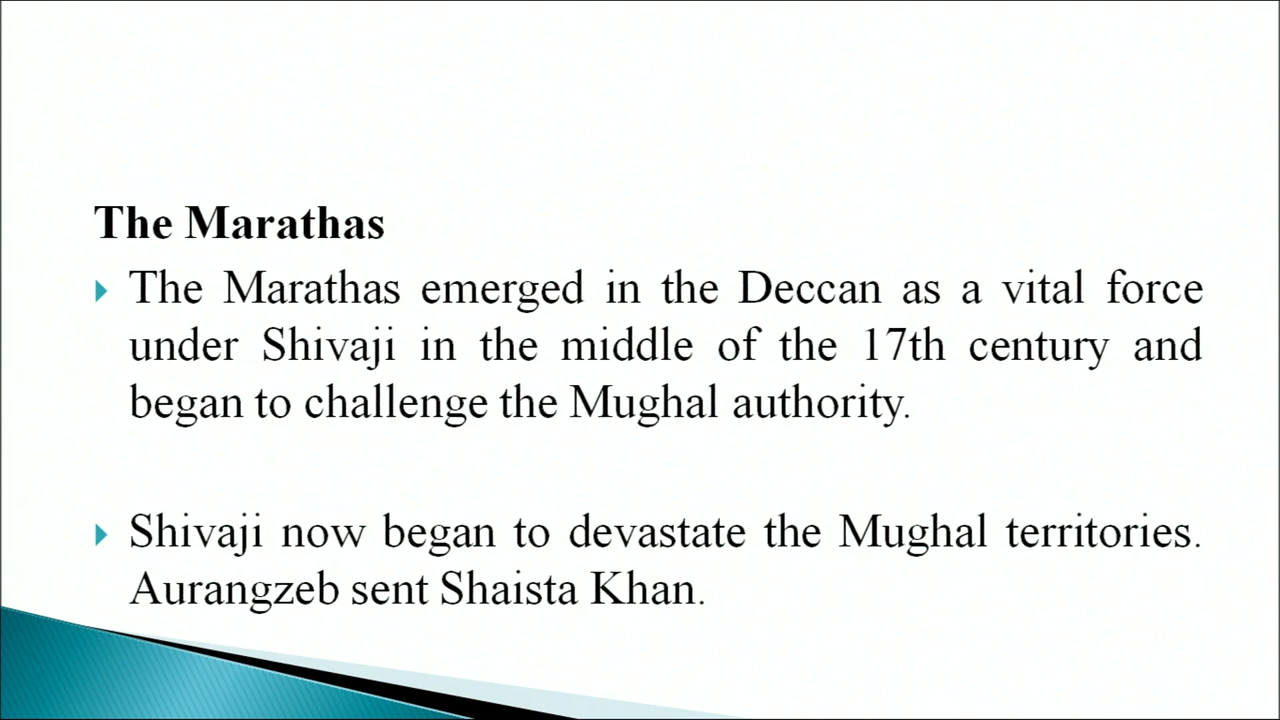 The Marathas
The Marathas emerged in the Deccan as a vital force
under Shivaji in the middle of the 17th century and
began to challenge the Mughal authority.
Shivaji now began to devastate the Mughal territories.
Aurangzeb sent Shaista Khan.